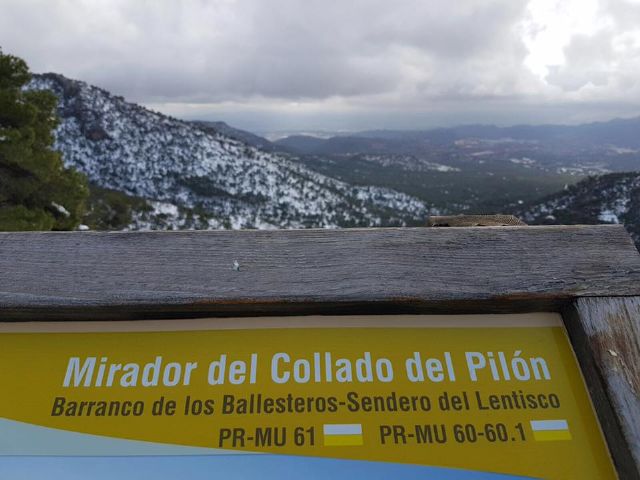 Mirador del Collado del Pilón
Barranco de los Ballesteros-Sendero del Lentisco
PR-MU 61 PR-MU 60-60.1